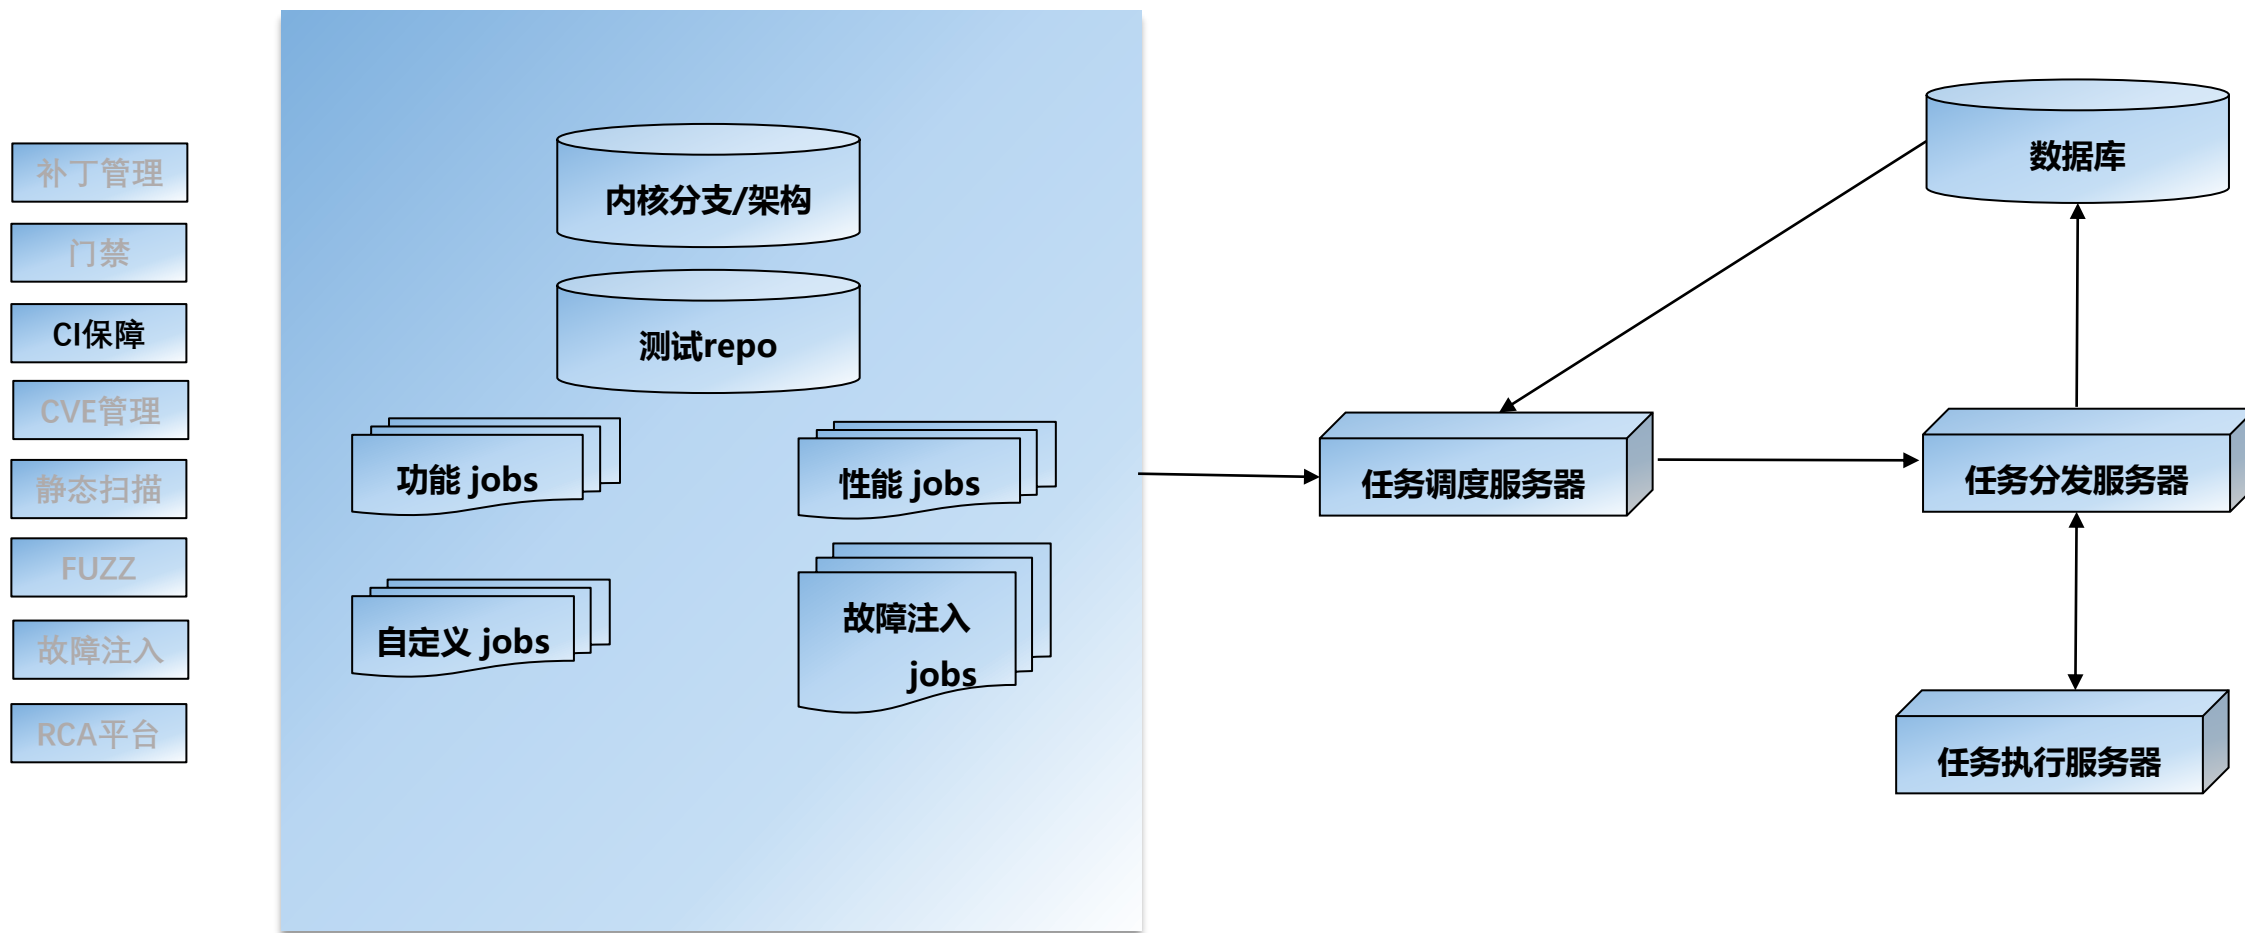 补丁管理
门禁
CI保障
CVE管理
静态扫描
FUZZ
故障注入
RCA平台
内核分支/架构
测试repo
功能 jobs
性能 jobs
自定义 jobs
故障注入
jobs
任务调度服务器
数据库
任务分发服务器
任务执行服务器